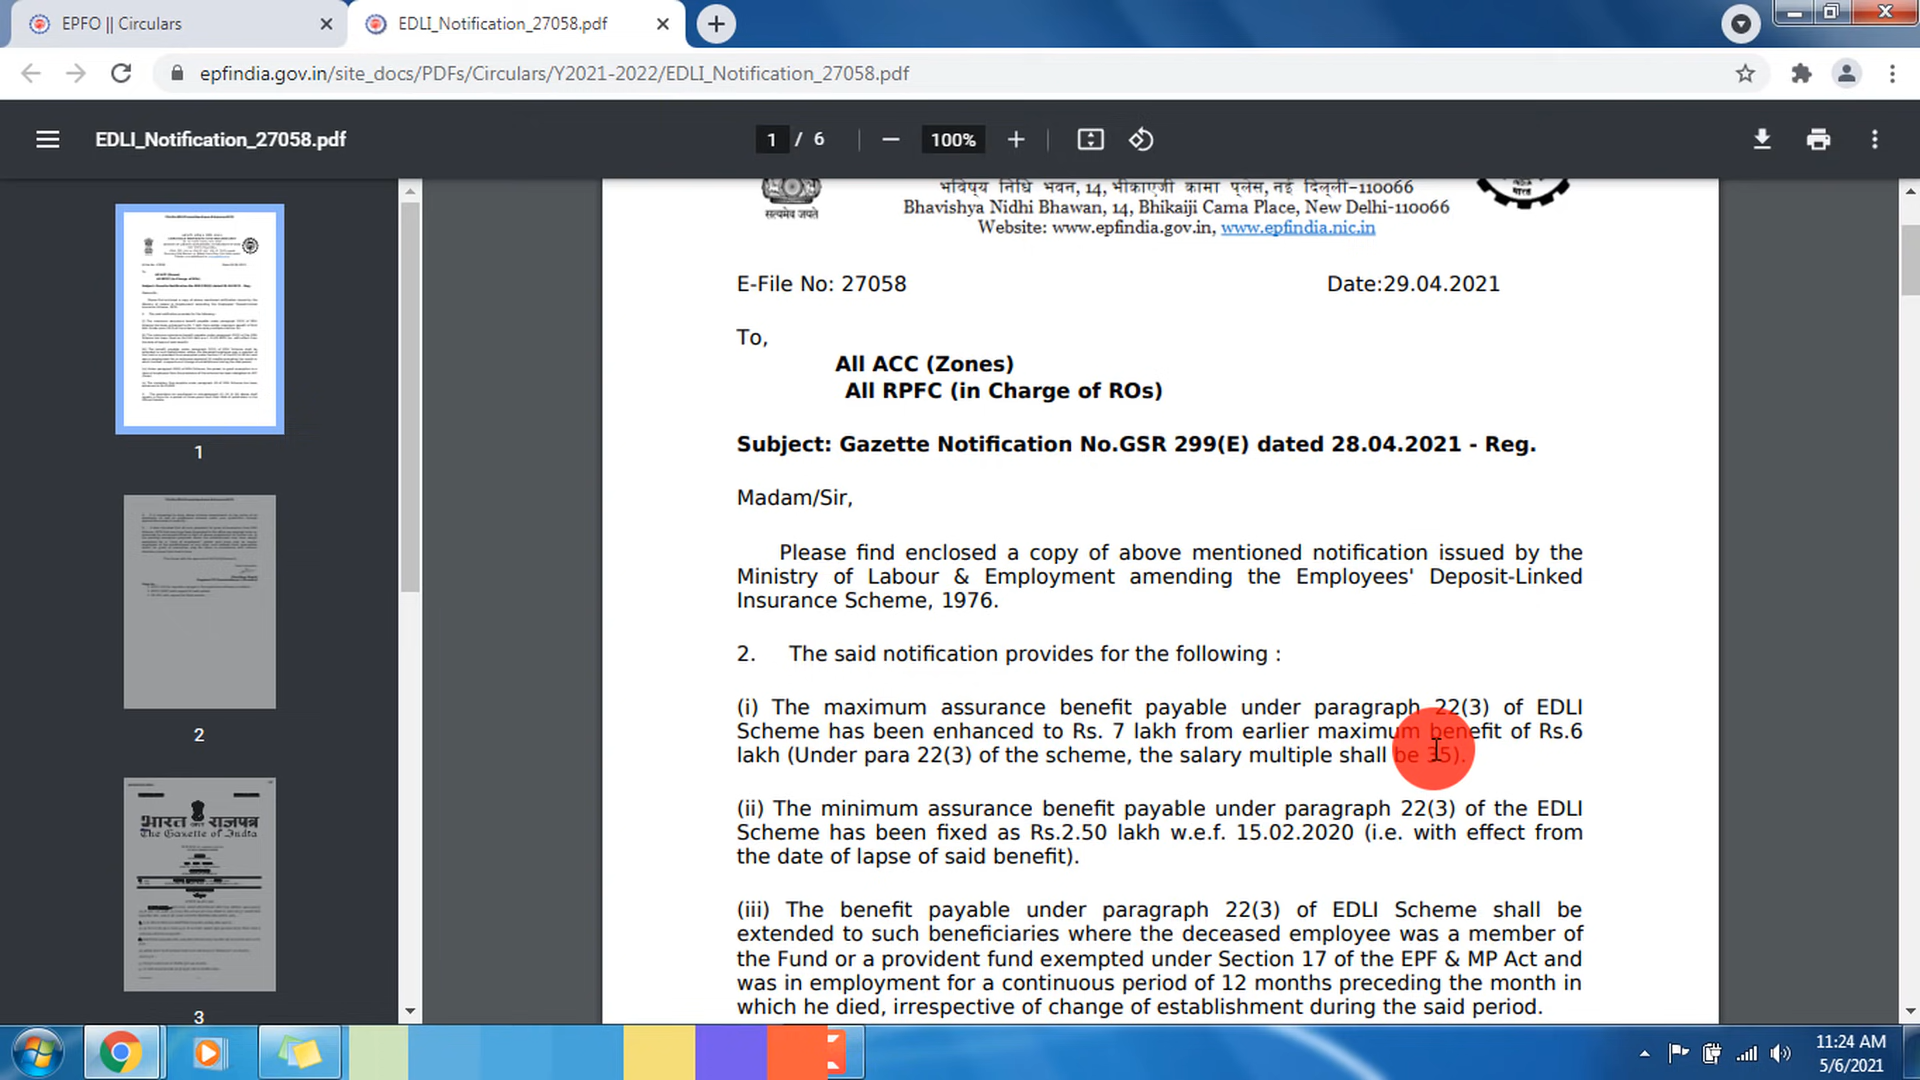 EPFO || Circulars
EDLI_Notification_27058.pdf
epfindia.gov.in/site_docs/PDFs/Circulars/Y2021-2022/EDLI_Notification_27058.pdf
EDLI_Notification_27058.pdf
1 / 6
100%
1
2
भारत राजपत्र
The Gazette of India
3
सत्यमेव जयते
भविष्य निधि भवन, 14, भीकाएजी कामा प्लेस, नई दिल्ली-110066
Bhavishya Nidhi Bhawan, 14, Bhikaiji Cama Place, New Delhi-110066
Website: www.epfindia.gov.in, www.epfindia.nic.in
भारत
E-File No: 27058 Date:29.04.2021
To,
All ACC (Zones)
All RPFC (in Charge of ROs)
Subject: Gazette Notification No.GSR 299(E) dated 28.04.2021 - Reg.
Madam/Sir,
Please find enclosed a copy of above mentioned notification issued by the
Ministry of Labour & Employment amending the Employees' Deposit-Linked
Insurance Scheme, 1976.
2. The said notification provides for the following :
(i) The maximum assurance benefit payable under paragraph 22(3) of EDLI
Scheme has been enhanced to Rs. 7 lakh from earlier maximum benefit of Rs.6
lakh (Under para 22(3) of the scheme, the salary multiple shall be 35).
(ii) The minimum assurance benefit payable under paragraph 22(3) of the EDLI
Scheme has been fixed as Rs.2.50 lakh w.e.f. 15.02.2020 (i.e. with effect from
the date of lapse of said benefit).
(iii) The benefit payable under paragraph 22(3) of EDLI Scheme shall be
extended to such beneficiaries where the deceased employee was a member of
the Fund or a provident fund exempted under Section 17 of the EPF & MP Act and
was in employment for a continuous period of 12 months preceding the month in
which he died, irrespective of change of establishment during the said period.
11:24 AM
5/6/2021